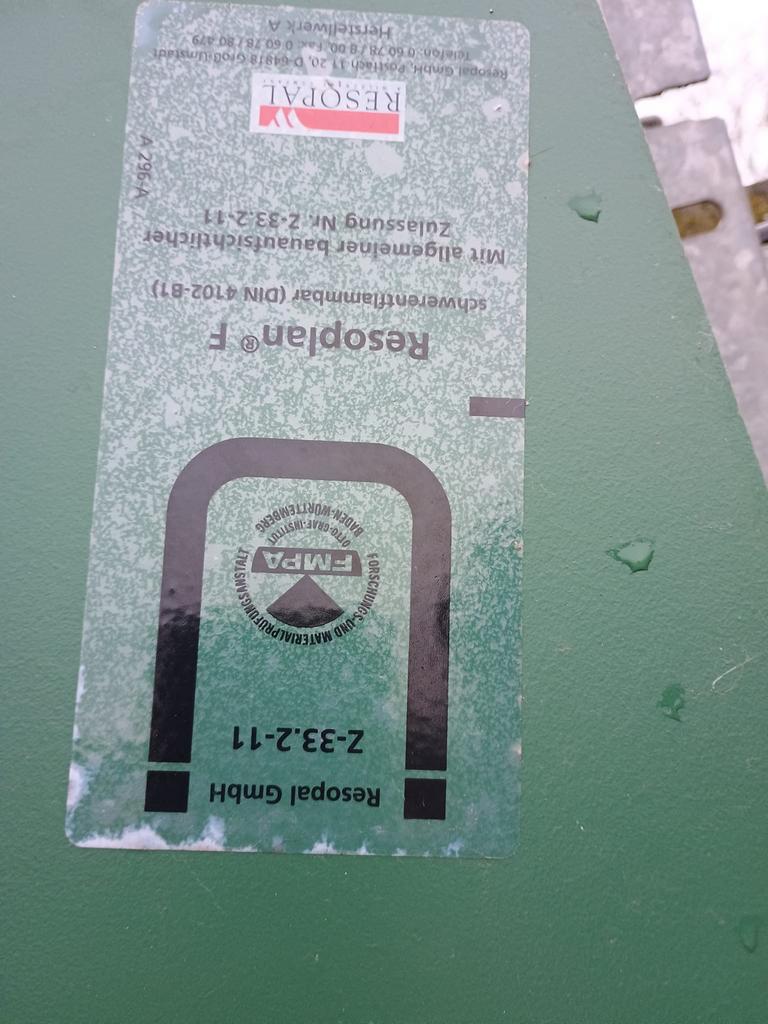 Resopal GmbH
Z-33.2-11
FORSCHUNGS-UND MATERIALPRÜFUNGSANSTALT
FMPA
OTTO-GRAF-INSTITUT
BADEN-WÜRTTEMBERG
Resoplan® F
schwerentflammbar (DIN 4102-B1)
Mit allgemeiner bauaufsichtlicher
Zulassung Nr. Z-33.2-11
A 296-A
RESOPAL
Resopal GmbH, Postfach 11 20, D-64818 Groß-Umstadt
Telefon: 0 60 78 / 8 00, Fax: 0 60 78 / 80 479
Herstellwerk A